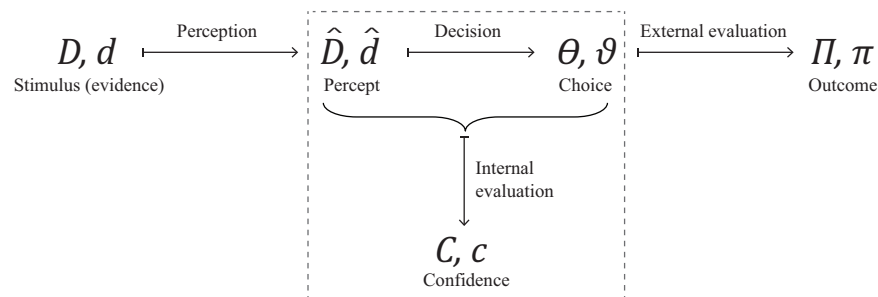 Perception
Decision
External evaluation
D, d
D̂, d̂
Θ, ϑ
Π, π
Stimulus (evidence)
Percept
Choice
Outcome
Internal
evaluation
C, c
Confidence